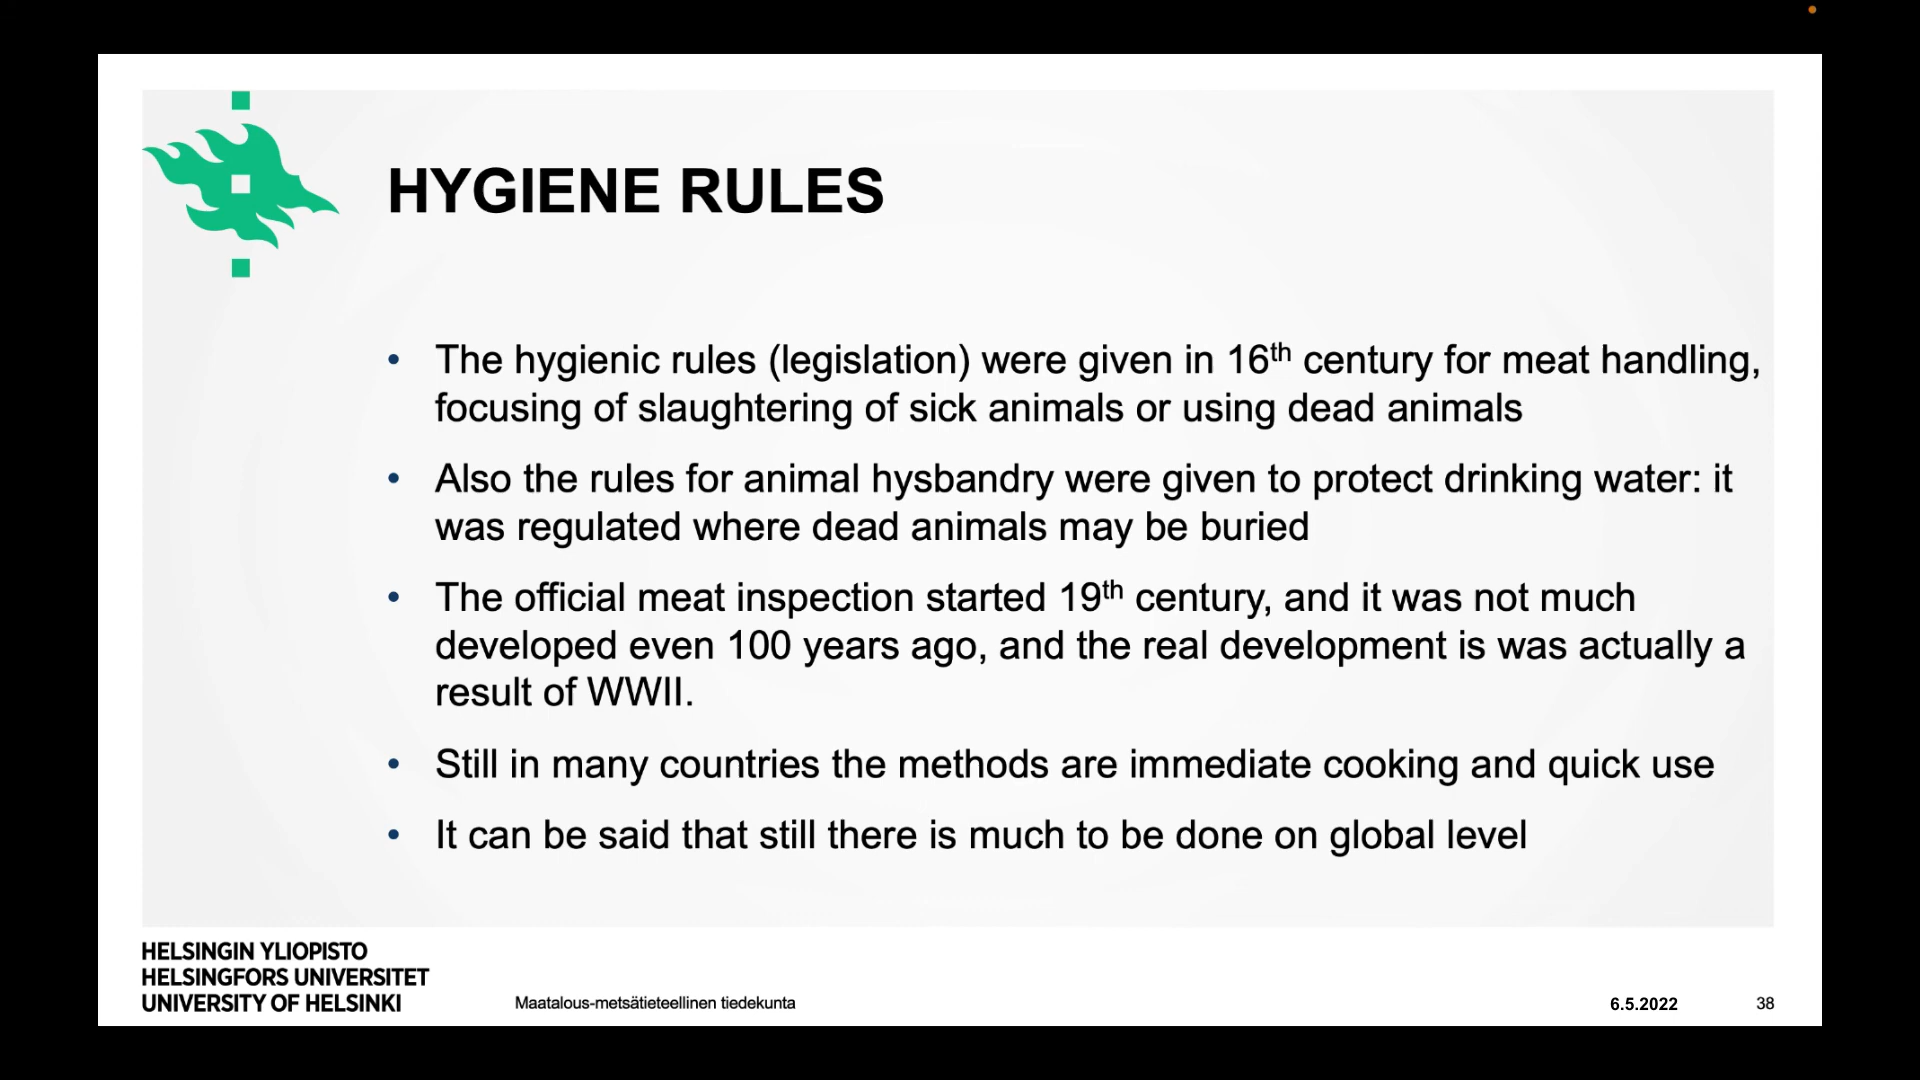 HYGIENE RULES
• The hygienic rules (legislation) were given in 16th century for meat handling,
focusing of slaughtering of sick animals or using dead animals
• Also the rules for animal hysbandry were given to protect drinking water: it
was regulated where dead animals may be buried
• The official meat inspection started 19th century, and it was not much
developed even 100 years ago, and the real development is was actually a
result of WWII.
• Still in many countries the methods are immediate cooking and quick use
• It can be said that still there is much to be done on global level
HELSINGIN YLIOPISTO
HELSINGFORS UNIVERSITET
UNIVERSITY OF HELSINKI
Maatalous-metsätieteellinen tiedekunta
6.5.2022
38